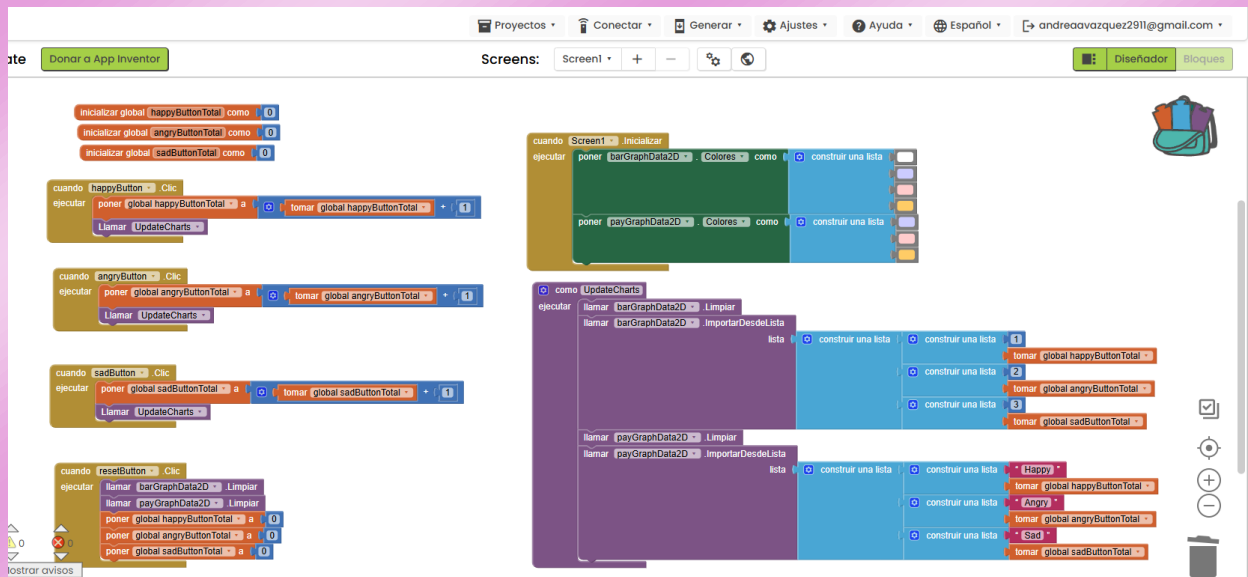 Proyectos Conectar Generar Ajustes Ayuda Español andreaavazquez2911@gmail.com
ate Donar a App Inventor Screens: Screen1 + − Diseñador Bloques
inicializar global happyButtonTotal como 0
inicializar global angryButtonTotal como 0
inicializar global sadButtonTotal como 0
cuando happyButton .Clic
ejecutar poner global happyButtonTotal a tomar global happyButtonTotal + 1
Llamar UpdateCharts
cuando angryButton .Clic
ejecutar poner global angryButtonTotal a tomar global angryButtonTotal + 1
Llamar UpdateCharts
cuando sadButton .Clic
ejecutar poner global sadButtonTotal a tomar global sadButtonTotal + 1
Llamar UpdateCharts
cuando resetButton .Clic
ejecutar llamar barGraphData2D .Limpiar
llamar payGraphData2D .Limpiar
poner global happyButtonTotal a 0
poner global angryButtonTotal a 0
poner global sadButtonTotal a 0
0 0
Mostrar avisos
cuando Screen1 .Inicializar
ejecutar poner barGraphData2D . Colores como construir una lista
poner payGraphData2D . Colores como construir una lista
como UpdateCharts
ejecutar llamar barGraphData2D .Limpiar
llamar barGraphData2D .ImportarDesdeLista
lista construir una lista construir una lista 1
tomar global happyButtonTotal
construir una lista 2
tomar global angryButtonTotal
construir una lista 3
tomar global sadButtonTotal
llamar payGraphData2D .Limpiar
llamar payGraphData2D .ImportarDesdeLista
lista construir una lista construir una lista " Happy "
tomar global happyButtonTotal
construir una lista " Angry "
tomar global angryButtonTotal
construir una lista " Sad "
tomar global sadButtonTotal